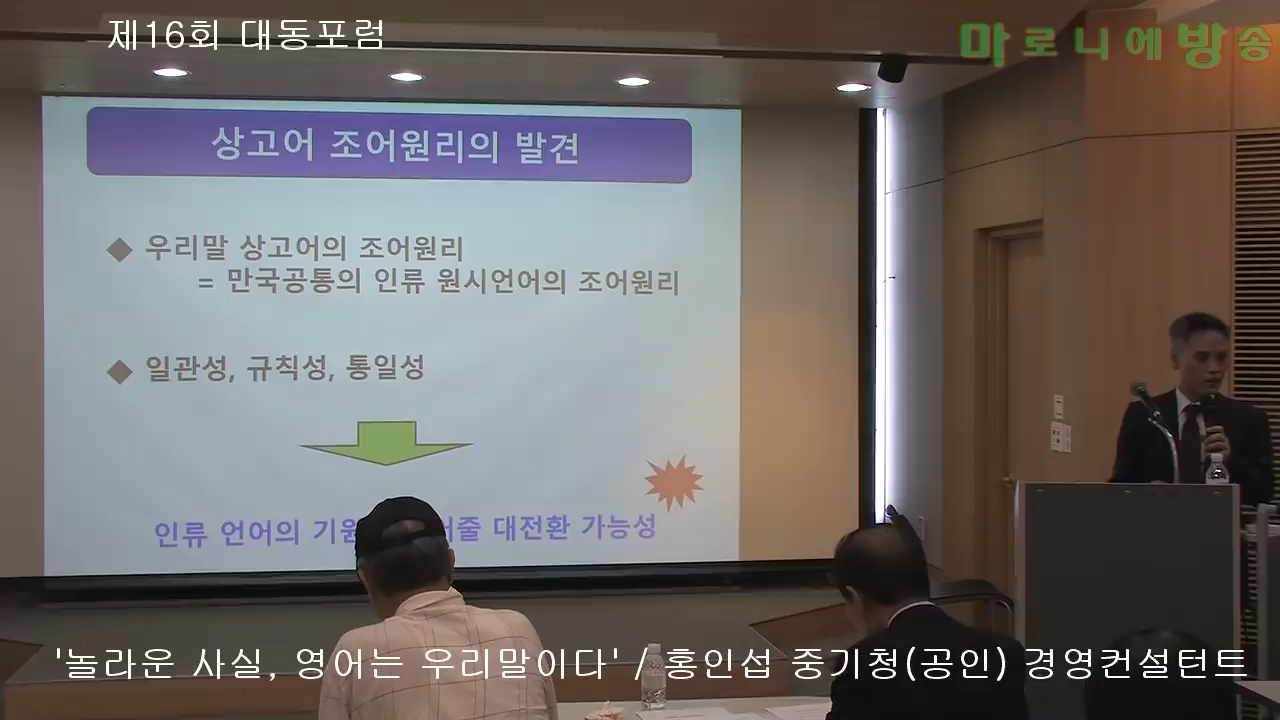 제16회 대동포럼
마로니에방송
상고어 조어원리의 발견
◆ 우리말 상고어의 조어원리
= 만국공통의 인류 원시언어의 조어원리
◆ 일관성, 규칙성, 통일성
인류 언어의 대전환 가능성
'놀라운 사실, 영어는 우리말이다' / 홍인섭 중기청(공인) 경영컨설턴트